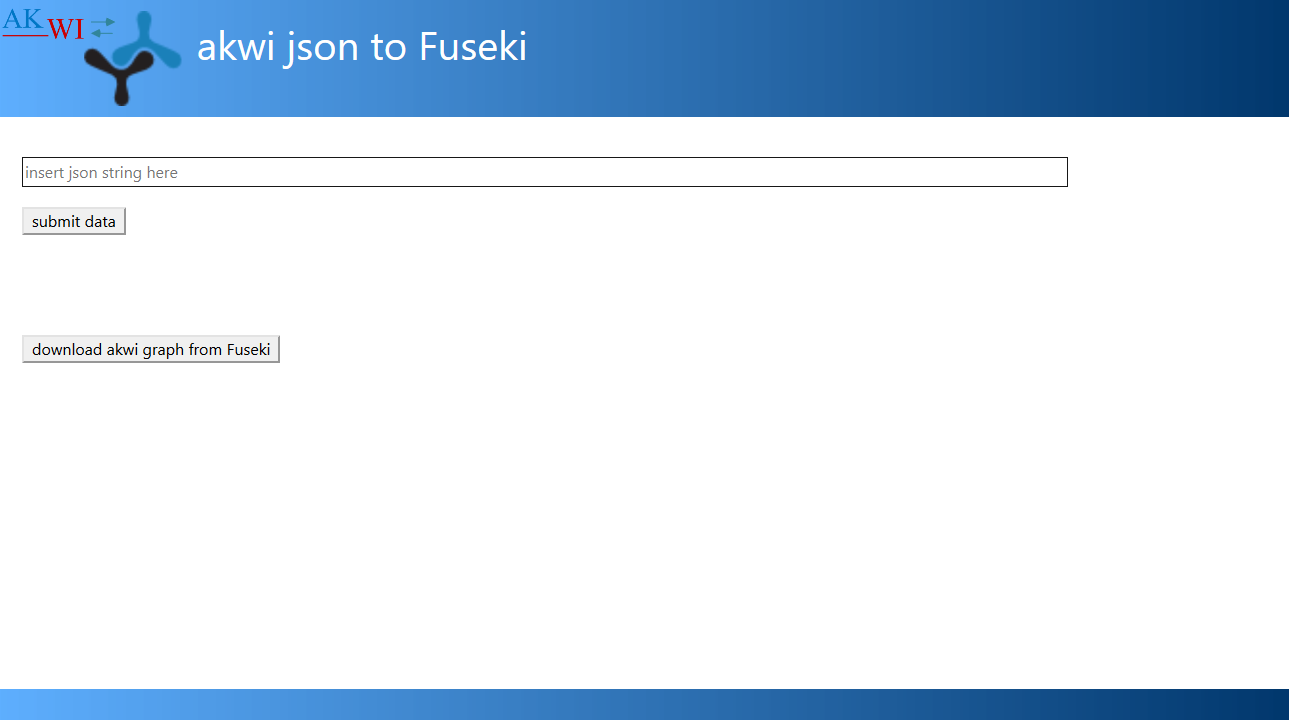 AKWI
akwi json to Fuseki
insert json string here
submit data
download akwi graph from Fuseki